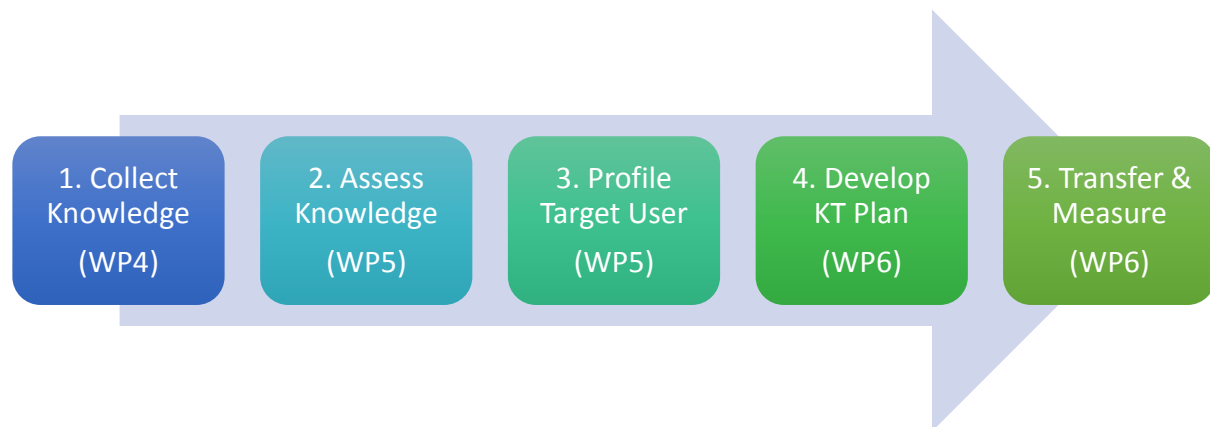 1. Collect
Knowledge
(WP4)
2. Assess
Knowledge
(WP5)
3. Profile
Target User
(WP5)
4. Develop
KT Plan
(WP6)
5. Transfer &
Measure
(WP6)